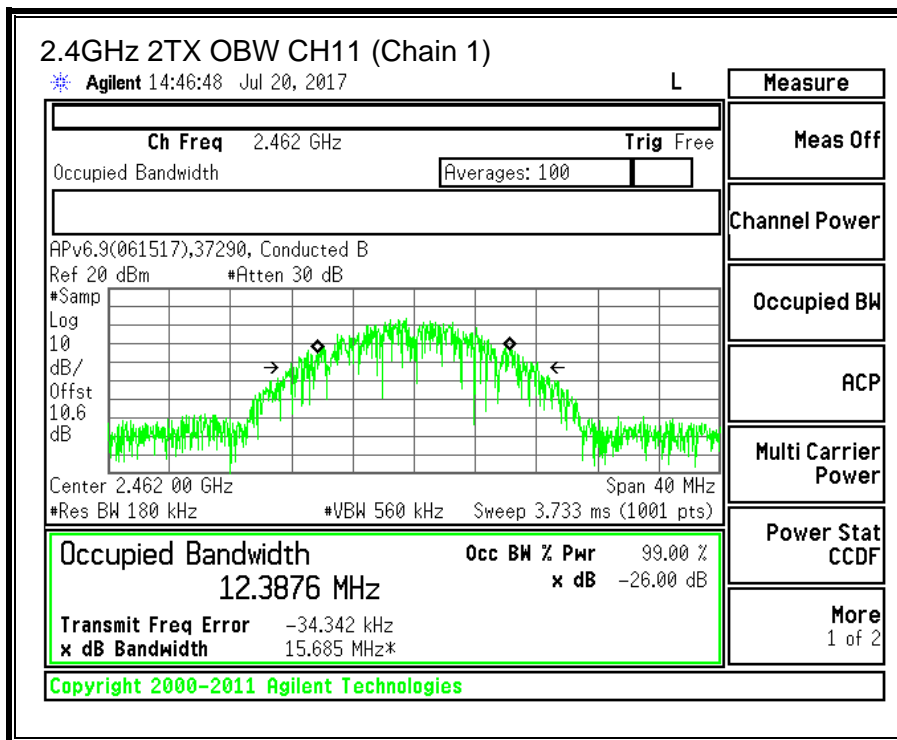 2.4GHz 2TX OBW CH11 (Chain 1)
Agilent 14:46:48 Jul 20, 2017 L
Measure
Ch Freq 2.462 GHz Trig Free
Meas Off
Occupied Bandwidth Averages: 100
Channel Power
APv6.9(061517),37290, Conducted B
Ref 20 dBm #Atten 30 dB
#Samp
Log
10
dB/
Offst
10.6
dB
Occupied BW
ACP
Multi Carrier
Power
Center 2.462 00 GHz Span 40 MHz
#Res BW 180 kHz #VBW 560 kHz Sweep 3.733 ms (1001 pts)
Power Stat
CCDF
Occupied Bandwidth Occ BW % Pwr 99.00 %
12.3876 MHz x dB -26.00 dB
Transmit Freq Error -34.342 kHz
x dB Bandwidth 15.685 MHz*
More
1 of 2
Copyright 2000-2011 Agilent Technologies